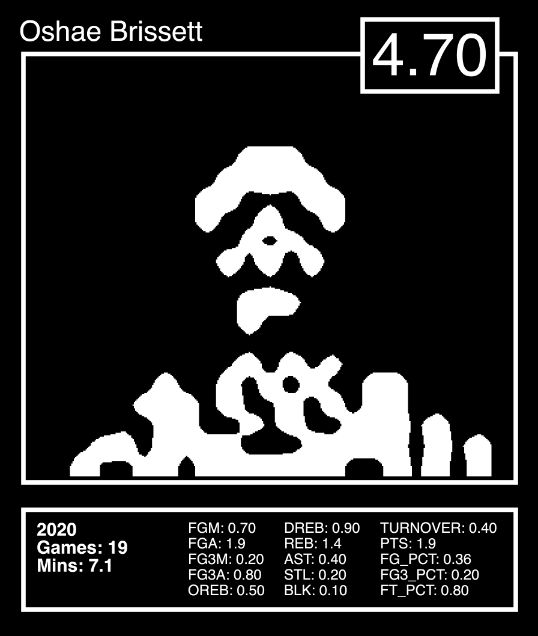 Oshae Brissett
4.70
2020
Games: 19
Mins: 7.1
FGM: 0.70
FGA: 1.9
FG3M: 0.20
FG3A: 0.80
OREB: 0.50
DREB: 0.90
REB: 1.4
AST: 0.40
STL: 0.20
BLK: 0.10
TURNOVER: 0.40
PTS: 1.9
FG_PCT: 0.36
FG3_PCT: 0.20
FT_PCT: 0.80